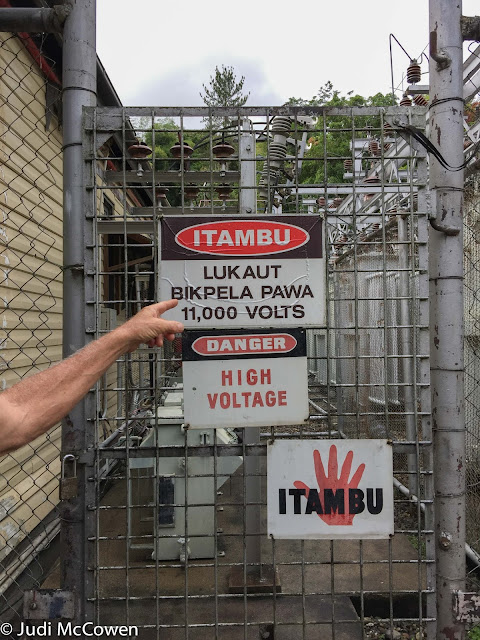 ITAMBU
LUKAUT
BIKPELA PAWA
11,000 VOLTS
DANGER
HIGH
VOLTAGE
ITAMBU
© Judi McCowen